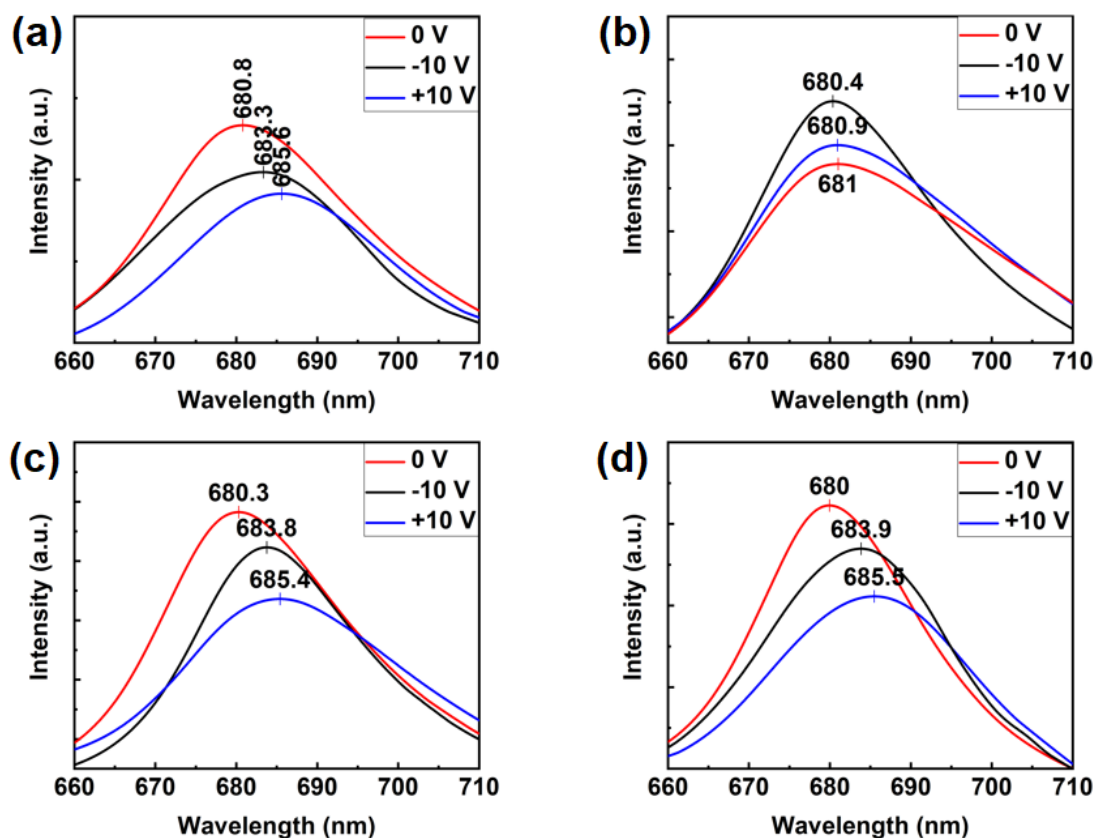 (a)
0 V
-10 V
+10 V
680.8
683.3
685.6
Intensity (a.u.)
660 670 680 690 700 710
Wavelength (nm)
(b)
0 V
-10 V
+10 V
680.4
680.9
681
Intensity (a.u.)
660 670 680 690 700 710
Wavelength (nm)
(c)
0 V
-10 V
+10 V
680.3
683.8
685.4
Intensity (a.u.)
660 670 680 690 700 710
Wavelength (nm)
(d)
0 V
-10 V
+10 V
680
683.9
685.5
Intensity (a.u.)
660 670 680 690 700 710
Wavelength (nm)